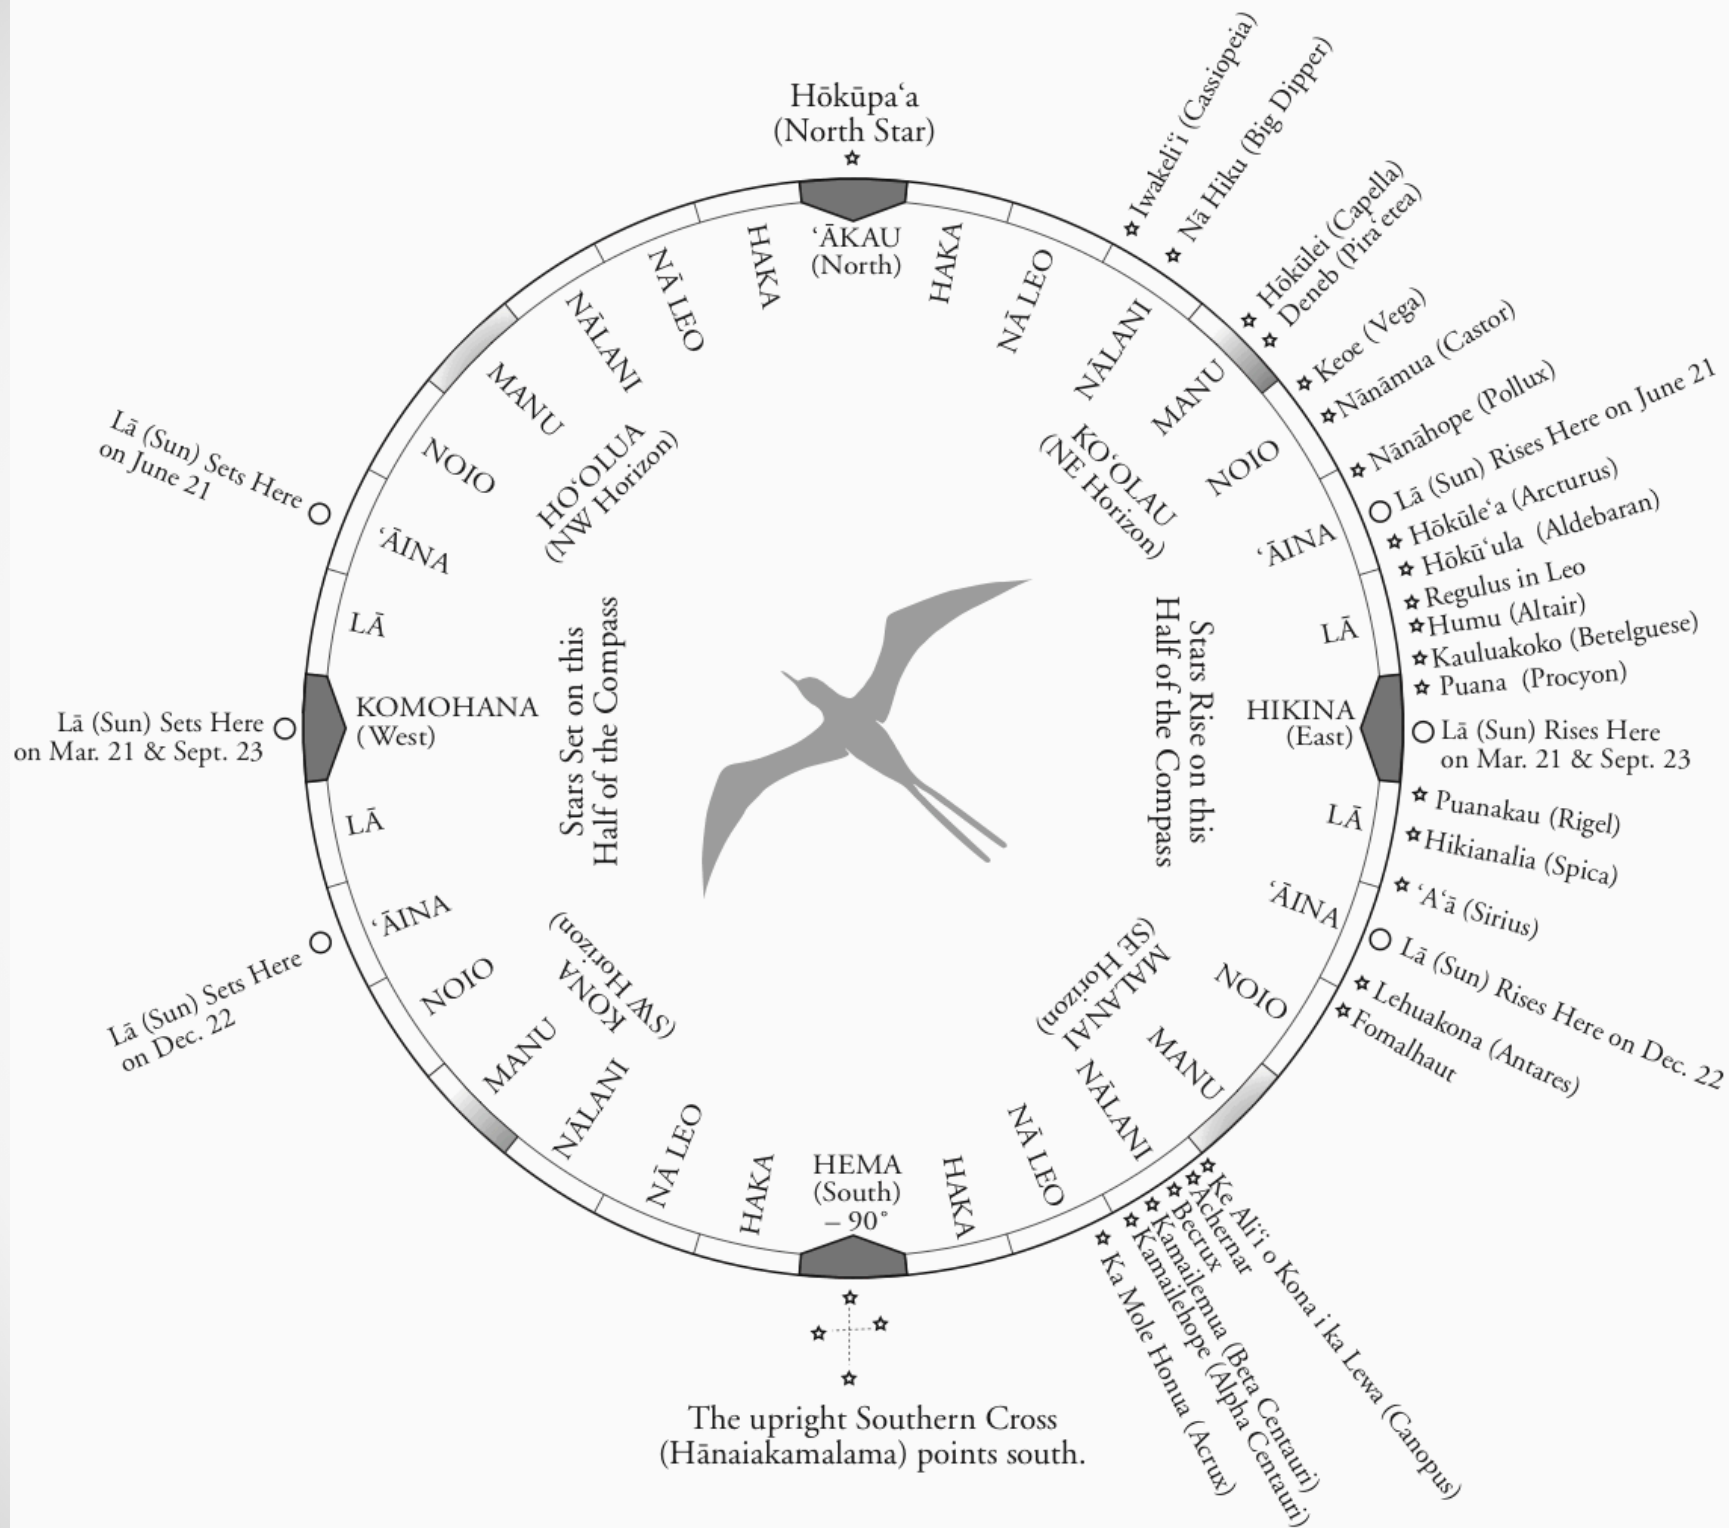 Hōkūpaʻa
(North Star)
Iwakeliʻi (Cassiopeia)
Nā Hiku (Big Dipper)
Hōkūlei (Capella)
Deneb (Piraʻetea)
Keoe (Vega)
Nānāmua (Castor)
Nānāhope (Pollux)
Lā (Sun) Rises Here on June 21
Hōkūleʻa (Arcturus)
Hōkūʻula (Aldebaran)
Regulus in Leo
Humu (Altair)
Kauluakoko (Betelguese)
Puana (Procyon)
Lā (Sun) Rises Here
on Mar. 21 & Sept. 23
Puanakau (Rigel)
Hikianalia (Spica)
ʻAʻā (Sirius)
Lā (Sun) Rises Here on Dec. 22
Lehuakona (Antares)
Fomalhaut
Ke Aliʻi o Kona i ka Lewa (Canopus)
Achernar
Becrux
Kamailemua (Beta Centauri)
Kamailehope (Alpha Centauri)
Ka Mole Honua (Acrux)
The upright Southern Cross
(Hānaiakamalama) points south.
Lā (Sun) Sets Here
on Dec. 22
Lā (Sun) Sets Here
on Mar. 21 & Sept. 23
Lā (Sun) Sets Here
on June 21
ʻĀKAU
(North)
HAKA
NĀ LEO
NĀLANI
MANU
NOIO
ʻĀINA
LĀ
HIKINA
(East)
LĀ
ʻĀINA
NOIO
MANU
NĀLANI
NĀ LEO
HAKA
HEMA
(South)
– 90°
HAKA
NĀ LEO
NĀLANI
MANU
NOIO
ʻĀINA
LĀ
KOMOHANA
(West)
LĀ
ʻĀINA
NOIO
MANU
NĀLANI
NĀ LEO
HAKA
HOʻOLUA
(NW Horizon)
KOʻOLAU
(NE Horizon)
Stars Set on this
Half of the Compass
Stars Rise on this
Half of the Compass
KONA
(SW Horizon)
MALANAI
(SE Horizon)